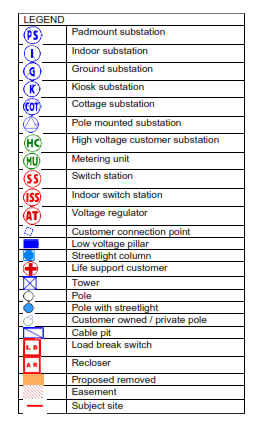 LEGEND
PS Padmount substation
I Indoor substation
G Ground substation
K Kiosk substation
COT Cottage substation
Pole mounted substation
HC High voltage customer substation
MU Metering unit
SS Switch station
ISS Indoor switch station
AT Voltage regulator
Customer connection point
Low voltage pillar
Streetlight column
Life support customer
Tower
Pole
Pole with streetlight
Customer owned / private pole
Cable pit
L B Load break switch
A R Recloser
Proposed removed
Easement
Subject site